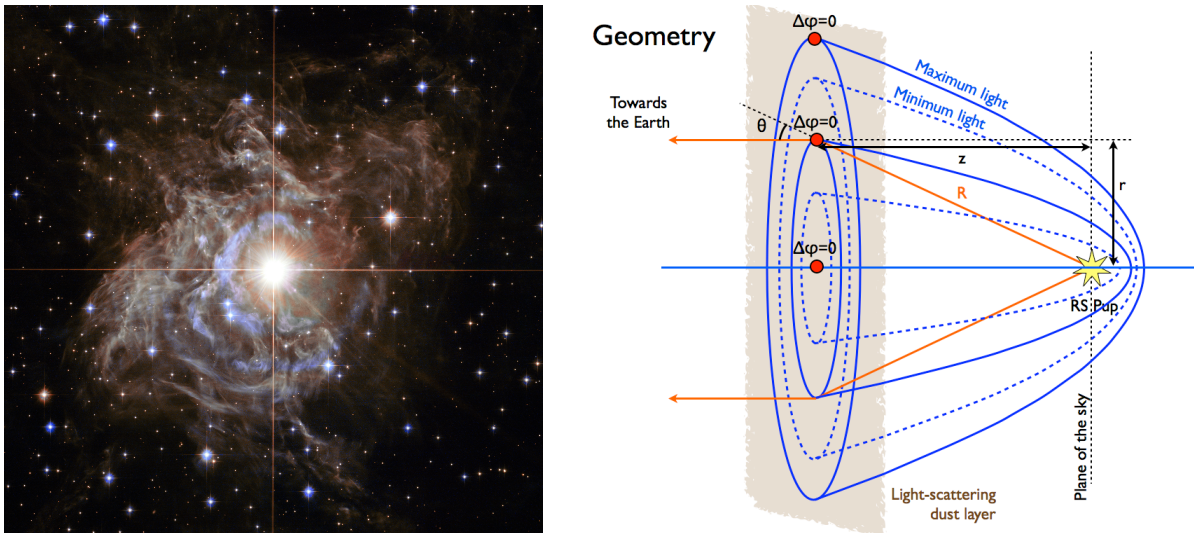 Geometry
Δφ=0
Maximum light
Minimum light
Towards
the Earth
θ
Δφ=0
z
r
R
Δφ=0
RS Pup
Plane of the sky
Light-scattering
dust layer